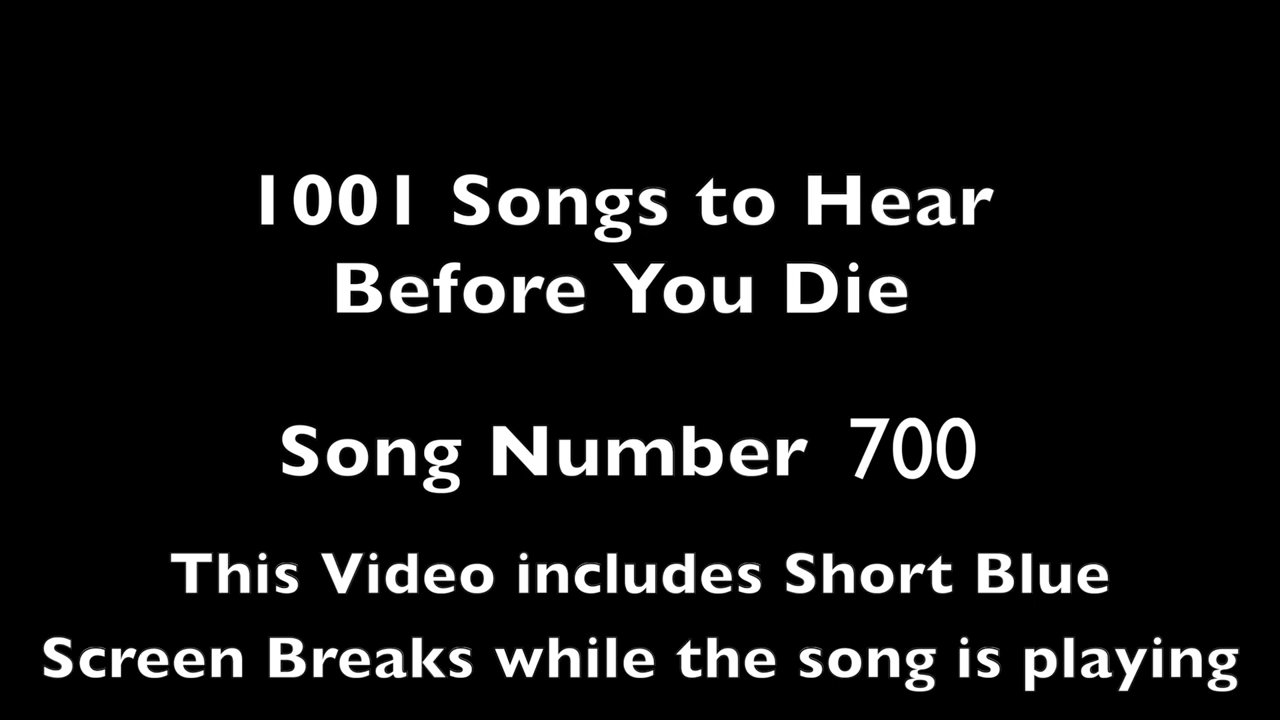 1001 Songs to Hear
Before You Die
Song Number 700
This Video includes Short Blue
Screen Breaks while the song is playing